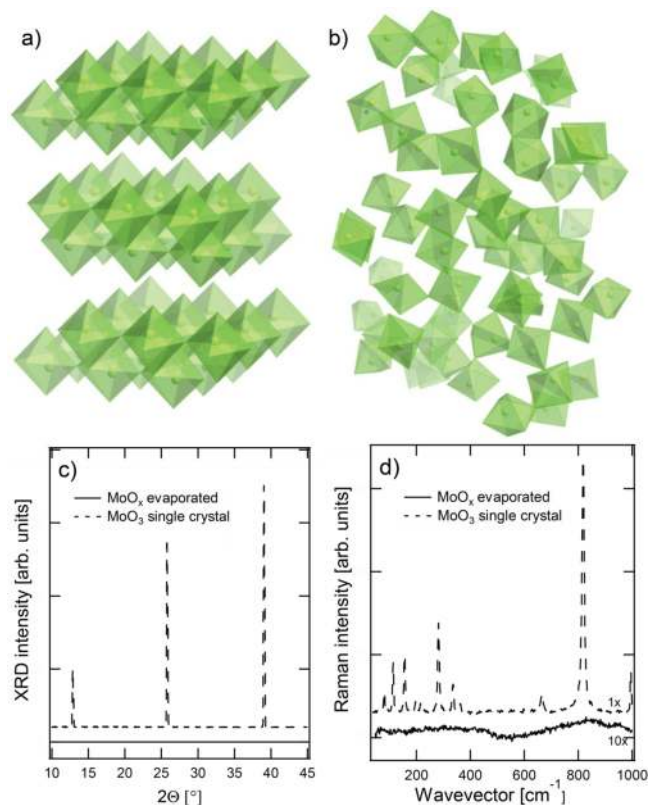 a)
b)
c)
MoOₓ evaporated
MoO₃ single crystal
XRD intensity [arb. units]
10 15 20 25 30 35 40 45
2Θ [°]
d)
MoOₓ evaporated
MoO₃ single crystal
Raman intensity [arb. units]
1x
10x
200 400 600 800 1000
Wavevector [cm⁻¹]